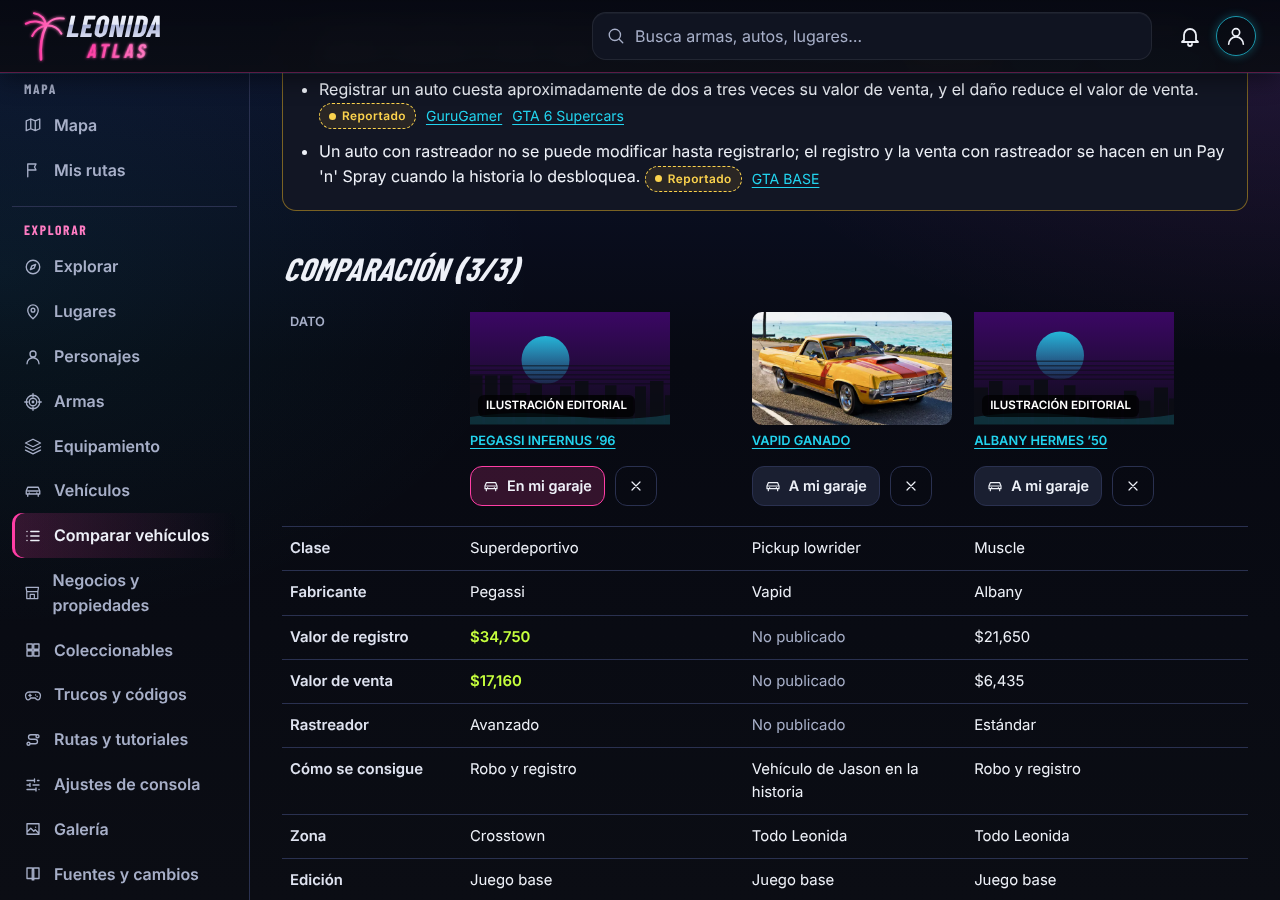 LEONIDA
ATLAS
Busca armas, autos, lugares...
MAPA
Mapa
Mis rutas
EXPLORAR
Explorar
Lugares
Personajes
Armas
Equipamiento
Vehículos
Comparar vehículos
Negocios y
propiedades
Coleccionables
Trucos y códigos
Rutas y tutoriales
Ajustes de consola
Galería
Fuentes y cambios
• Registrar un auto cuesta aproximadamente de dos a tres veces su valor de venta, y el daño reduce el valor de venta.
Reportado GuruGamer GTA 6 Supercars
• Un auto con rastreador no se puede modificar hasta registrarlo; el registro y la venta con rastreador se hacen en un Pay
'n' Spray cuando la historia lo desbloquea. Reportado GTA BASE
COMPARACIÓN (3/3)
DATO
ILUSTRACIÓN EDITORIAL ILUSTRACIÓN EDITORIAL
PEGASSI INFERNUS ’96 VAPID GANADO ALBANY HERMES ’50
En mi garaje A mi garaje A mi garaje
Clase Superdeportivo Pickup lowrider Muscle
Fabricante Pegassi Vapid Albany
Valor de registro $34,750 No publicado $21,650
Valor de venta $17,160 No publicado $6,435
Rastreador Avanzado No publicado Estándar
Cómo se consigue Robo y registro Vehículo de Jason en la Robo y registro
historia
Zona Crosstown Todo Leonida Todo Leonida
Edición Juego base Juego base Juego base